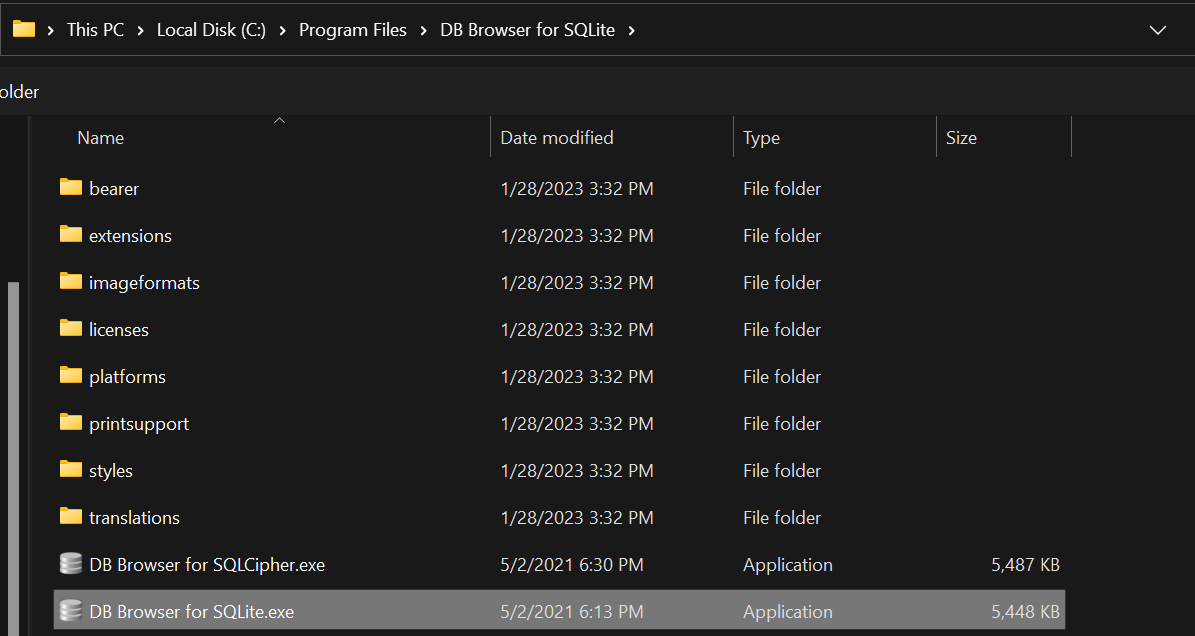 This PC > Local Disk (C:) > Program Files > DB Browser for SQLite >
older
Name Date modified Type Size
bearer 1/28/2023 3:32 PM File folder
extensions 1/28/2023 3:32 PM File folder
imageformats 1/28/2023 3:32 PM File folder
licenses 1/28/2023 3:32 PM File folder
platforms 1/28/2023 3:32 PM File folder
printsupport 1/28/2023 3:32 PM File folder
styles 1/28/2023 3:32 PM File folder
translations 1/28/2023 3:32 PM File folder
DB Browser for SQLCipher.exe 5/2/2021 6:30 PM Application 5,487 KB
DB Browser for SQLite.exe 5/2/2021 6:13 PM Application 5,448 KB